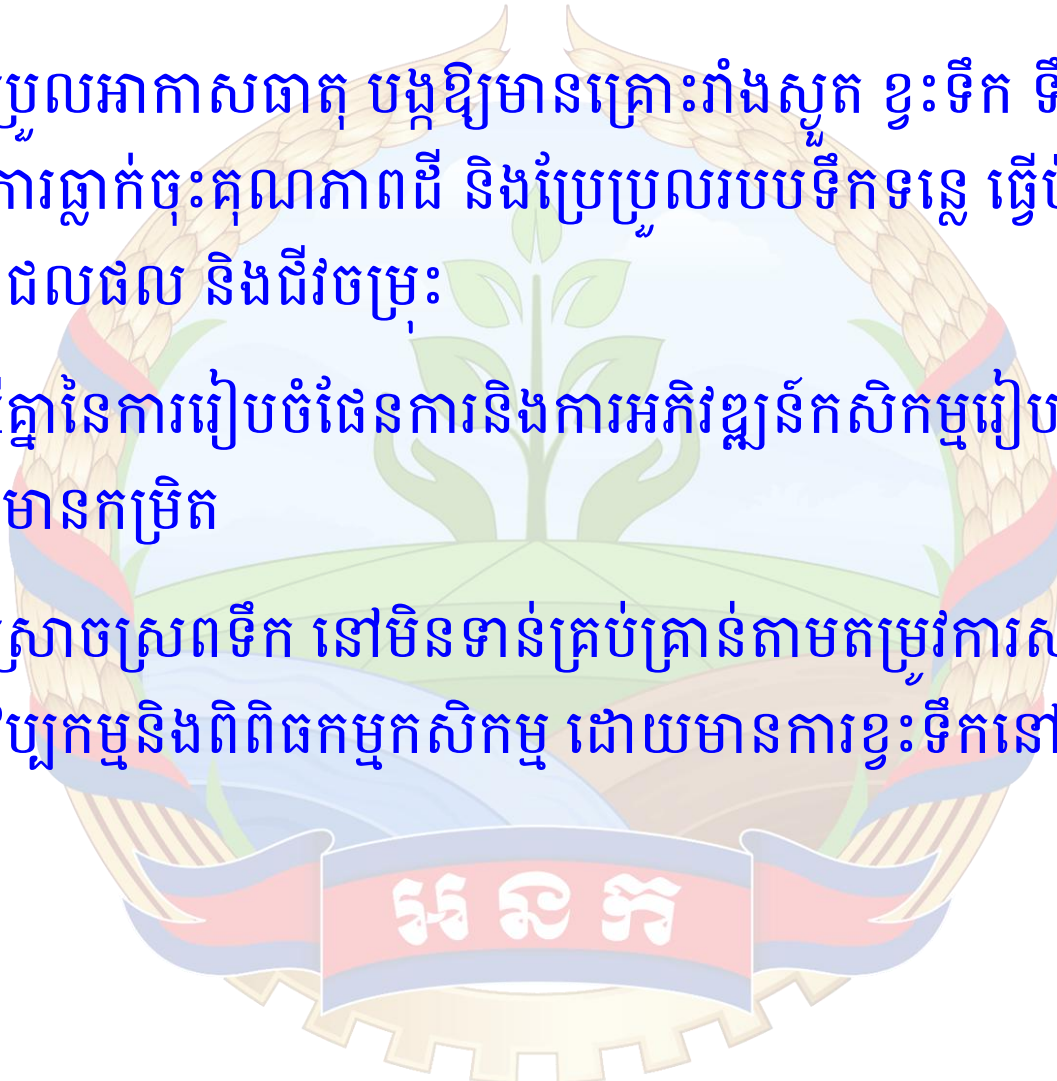 ប្រួលអាកាសធាតុ បង្កឱ្យមានគ្រោះរាំងស្ងួត ខ្វះទឹក
ការធ្លាក់ចុះគុណភាពដី និងប្រែប្រួលរបបទឹកទន្លេ
ជលផល និងជីវចម្រុះ
គ្នានៃការរៀបចំផែនការនិងការអភិវឌ្ឍន៍កសិកម្មរៀប
មានកម្រិត
ស្រោចស្រពទឹក នៅមិនទាន់គ្រប់គ្រាន់តាមតម្រូវការ
ប្បកម្មនិងពិពិធកម្មកសិកម្ម ដោយមានការខ្វះទឹកនៅ
អនក